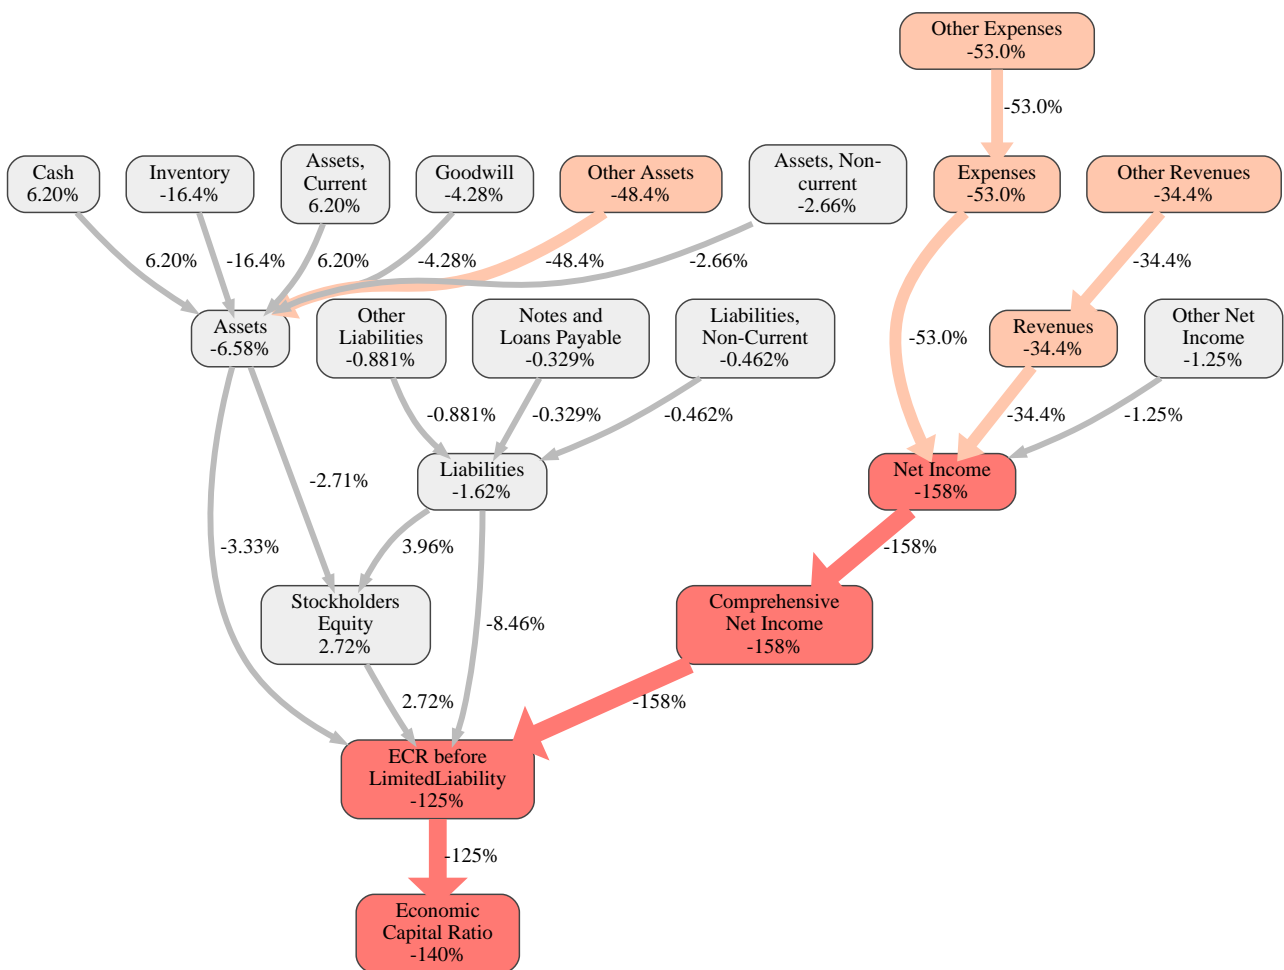 Other Expenses
-53.0%
-53.0%
Cash
6.20%
Inventory
-16.4%
Assets,
Current
6.20%
Goodwill
-4.28%
Other Assets
-48.4%
Assets, Non-
current
-2.66%
Expenses
-53.0%
Other Revenues
-34.4%
6.20%
-16.4%
6.20%
-4.28%
-48.4%
-2.66%
-34.4%
Assets
-6.58%
Other
Liabilities
-0.881%
Notes and
Loans Payable
-0.329%
Liabilities,
Non-Current
-0.462%
-53.0%
Revenues
-34.4%
Other Net
Income
-1.25%
-0.881%
-0.329%
-0.462%
-34.4%
-1.25%
-2.71%
Liabilities
-1.62%
Net Income
-158%
-3.33%
3.96%
-158%
Stockholders
Equity
2.72%
-8.46%
Comprehensive
Net Income
-158%
2.72%
-158%
ECR before
LimitedLiability
-125%
-125%
Economic
Capital Ratio
-140%